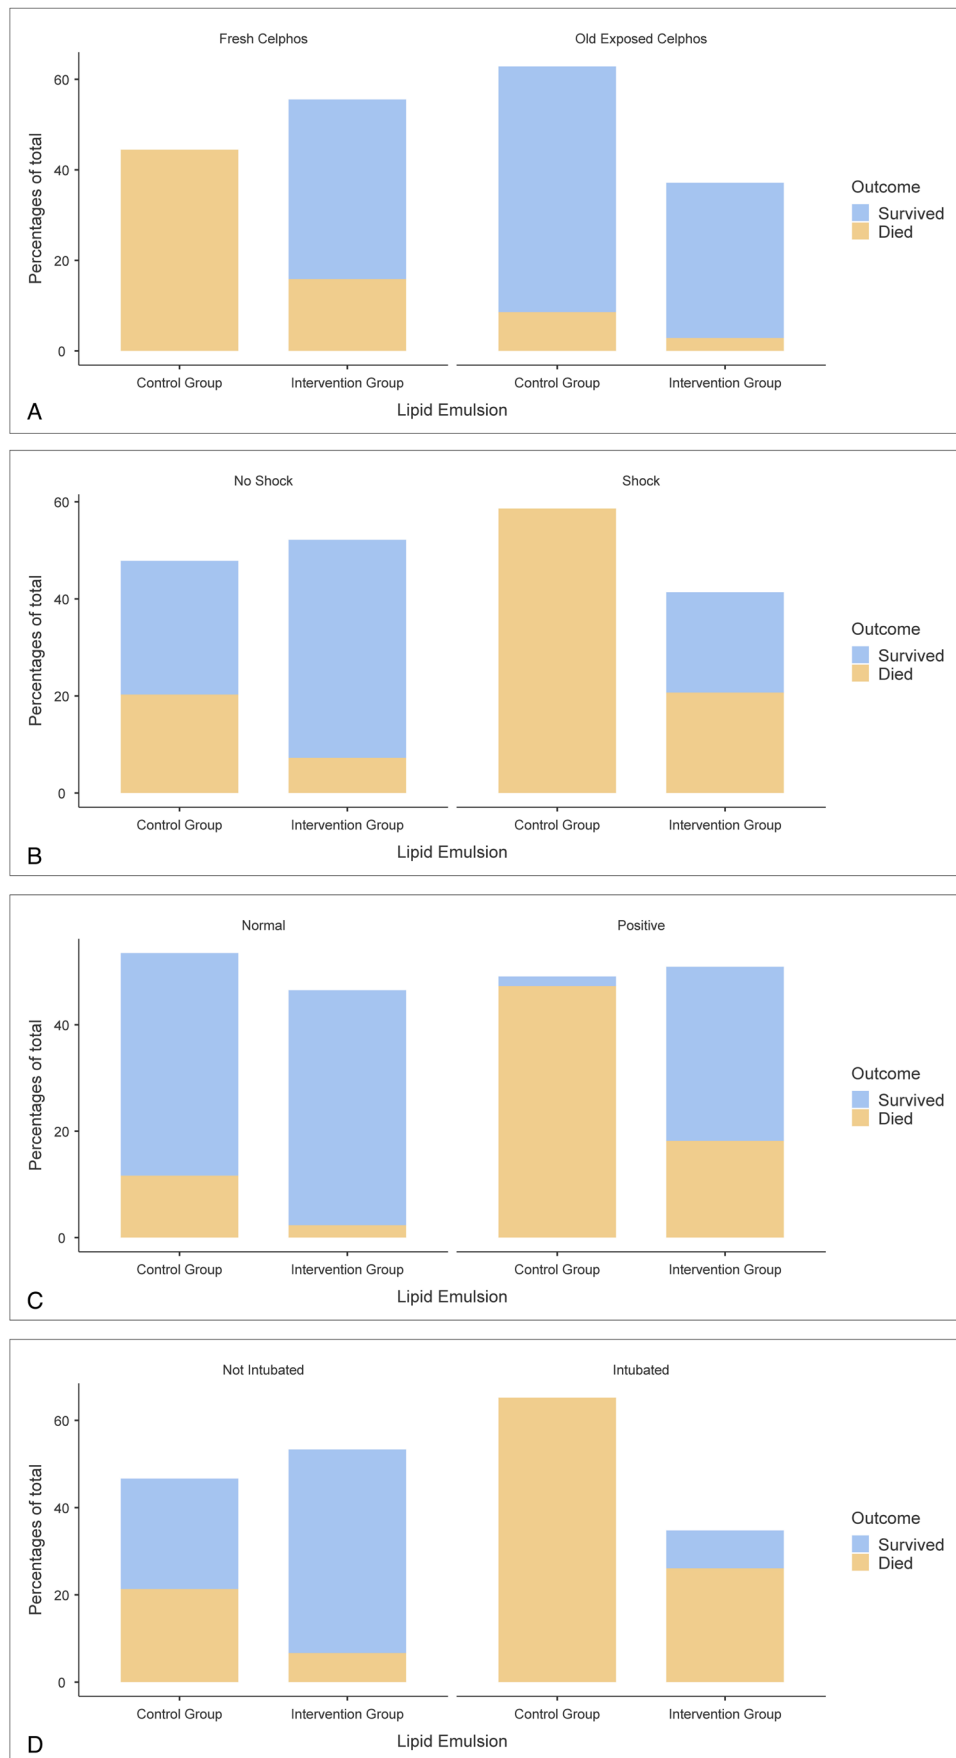 Fresh Celphos
Old Exposed Celphos
Percentages of total
60
40
20
0
Control Group
Intervention Group
Control Group
Intervention Group
Lipid Emulsion
Outcome
Survived
Died
A
No Shock
Shock
Percentages of total
60
40
20
0
Control Group
Intervention Group
Control Group
Intervention Group
Lipid Emulsion
Outcome
Survived
Died
B
Normal
Positive
Percentages of total
40
20
0
Control Group
Intervention Group
Control Group
Intervention Group
Lipid Emulsion
Outcome
Survived
Died
C
Not Intubated
Intubated
Percentages of total
60
40
20
0
Control Group
Intervention Group
Control Group
Intervention Group
Lipid Emulsion
Outcome
Survived
Died
D